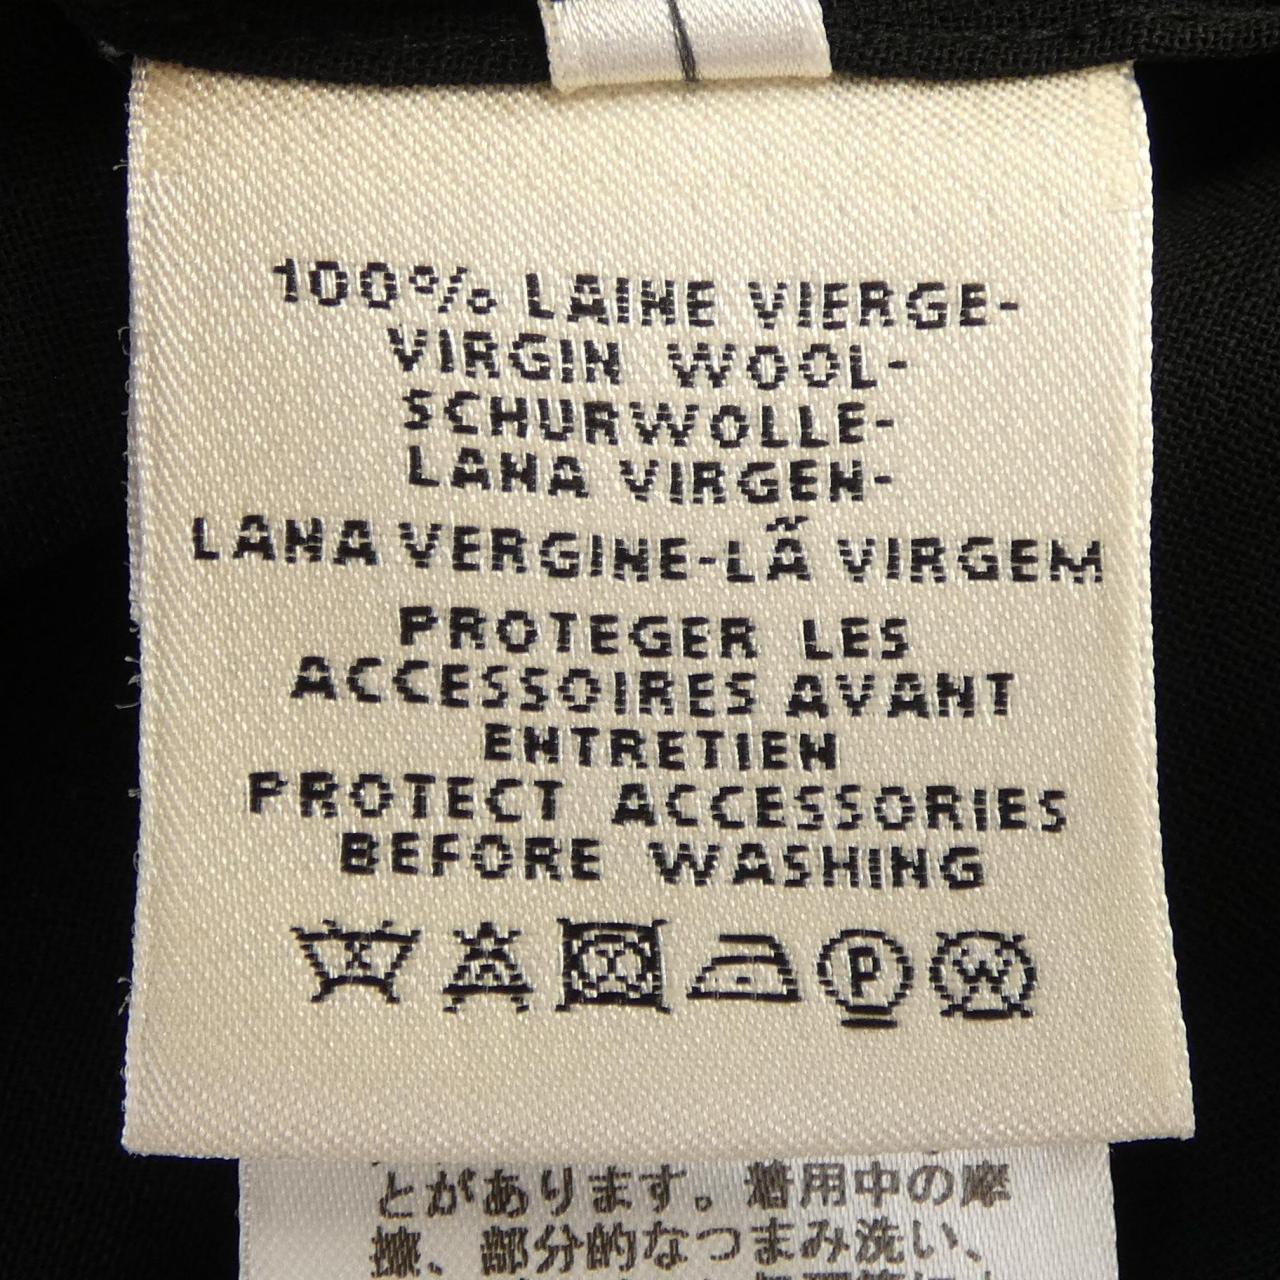 100% LAINE VIERGE-
VIRGIN WOOL-
SCHURWOLLE-
LANA VIRGEN-
LANA VERGINE-LÃ VIRGEM
PROTEGER LES
ACCESSOIRES AVANT
ENTRETIEN
PROTECT ACCESSORIES
BEFORE WASHING
P W
とがあります。着用中の摩
擦、部分的なつまみ洗い、